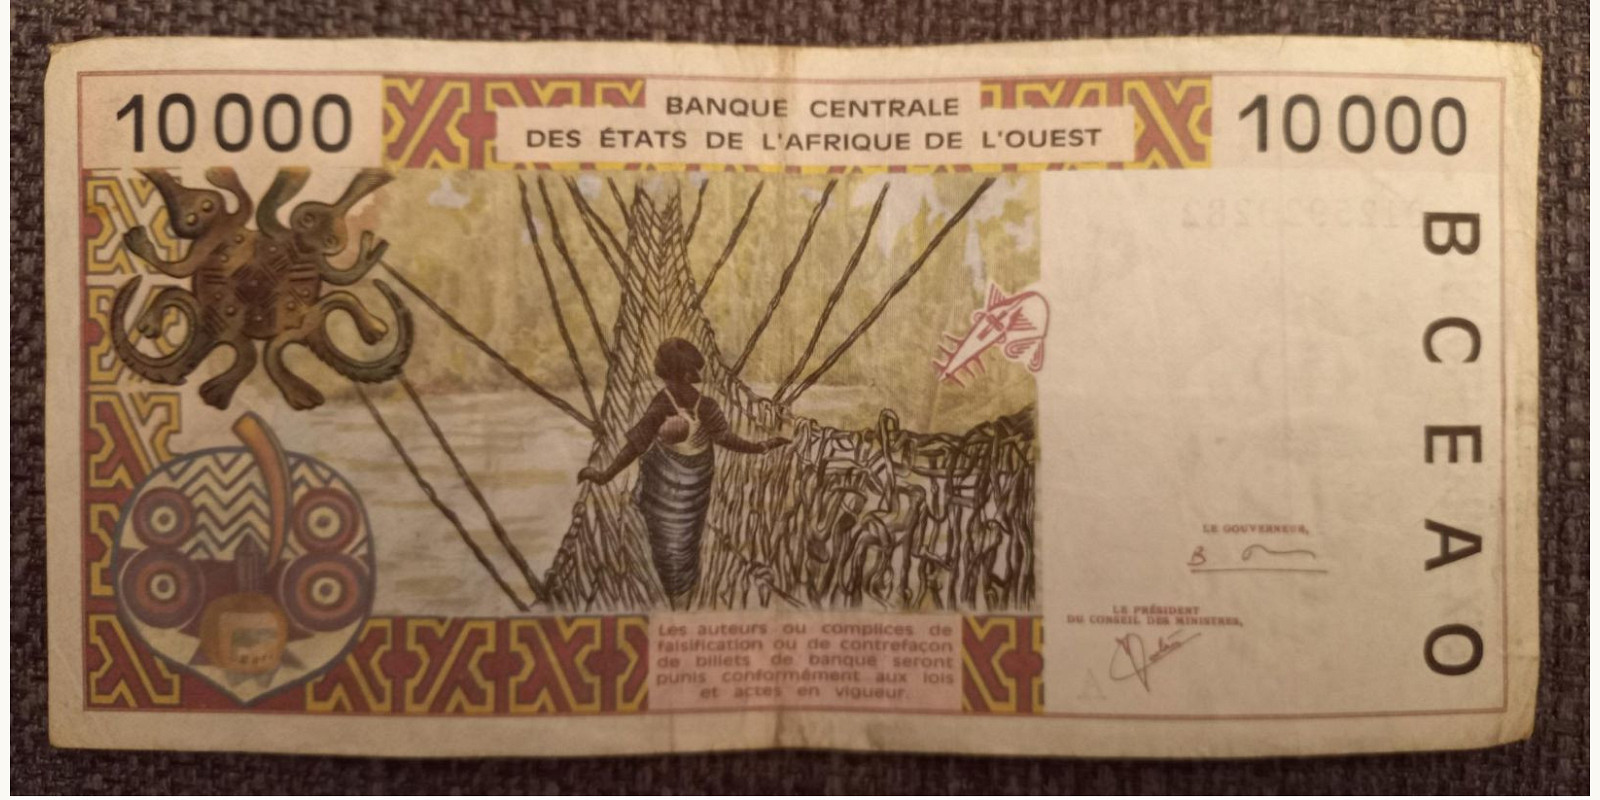 10 000
BANQUE CENTRALE
DES ÉTATS DE L'AFRIQUE DE L'OUEST
10 000
BCEAO
LE GOUVERNEUR,
LE PRÉSIDENT
DU CONSEIL DES MINISTRES,
Les auteurs ou complices de
falsification ou de contrefaçon
de billets de banque seront
punis conformément aux lois
et actes en vigueur.